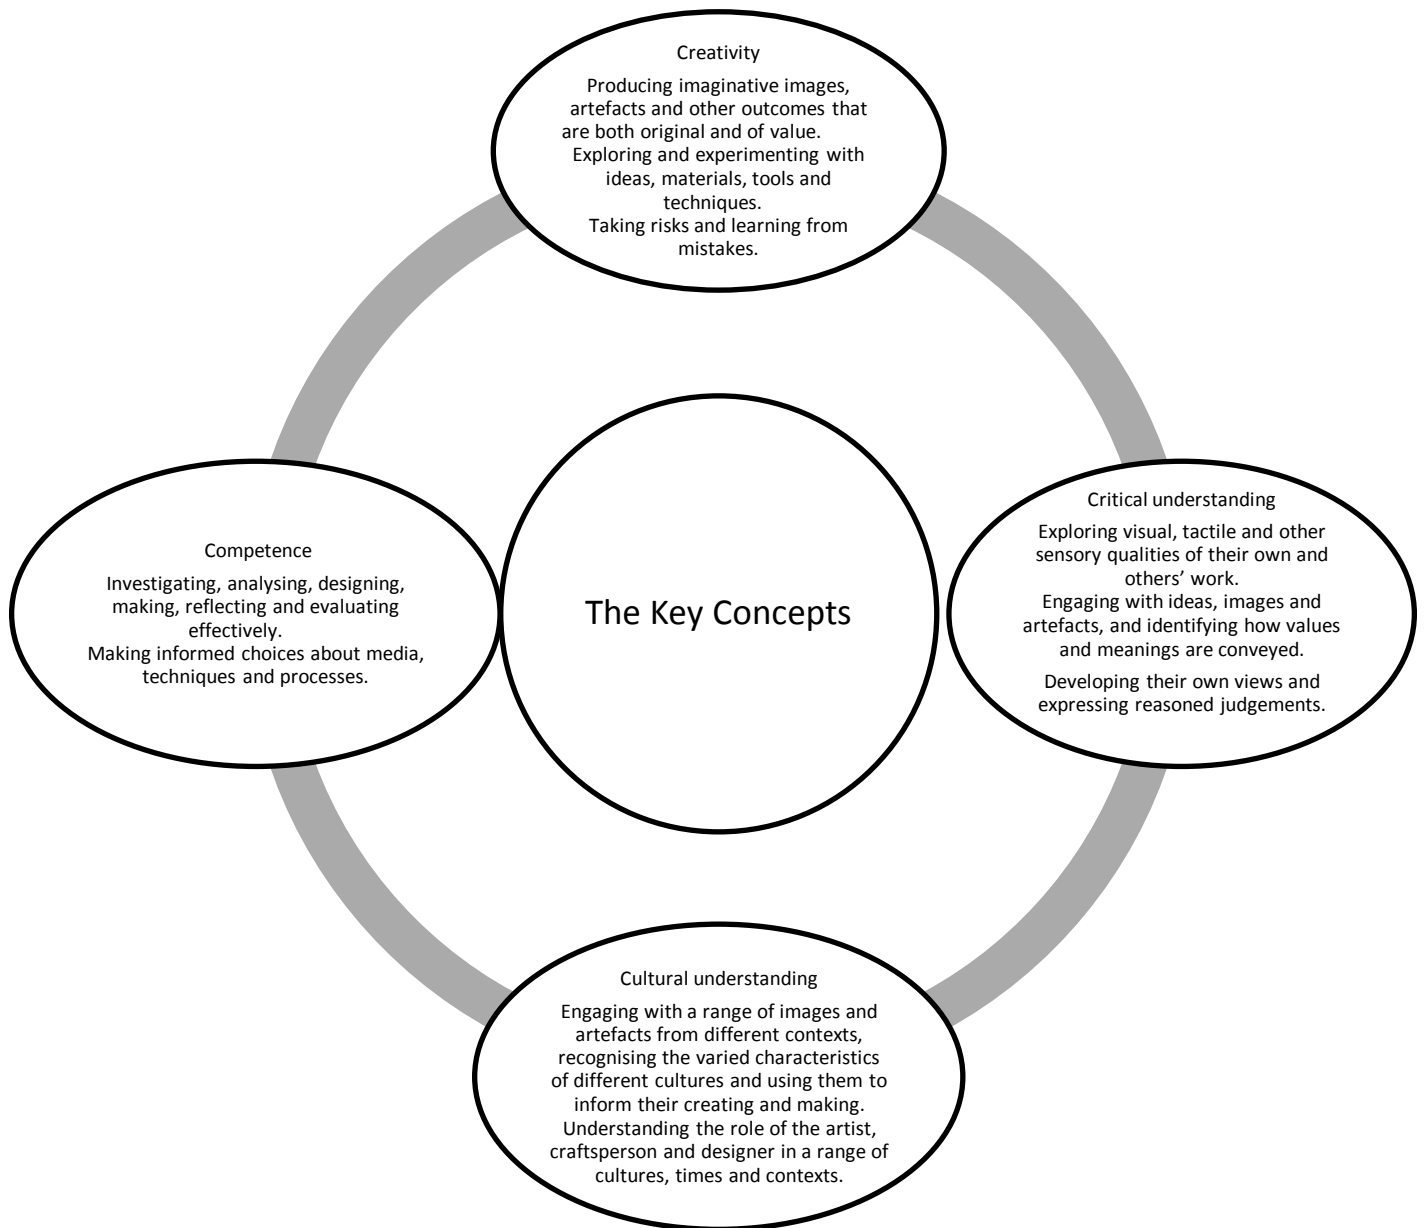 Creativity
Producing imaginative images,
artefacts and other outcomes that
are both original and of value.
Exploring and experimenting with
ideas, materials, tools and
techniques.
Taking risks and learning from
mistakes.
Competence
Investigating, analysing, designing,
making, reflecting and evaluating
effectively.
Making informed choices about media,
techniques and processes.
The Key Concepts
Critical understanding
Exploring visual, tactile and other
sensory qualities of their own and
others’ work.
Engaging with ideas, images and
artefacts, and identifying how values
and meanings are conveyed.
Developing their own views and
expressing reasoned judgements.
Cultural understanding
Engaging with a range of images and
artefacts from different contexts,
recognising the varied characteristics
of different cultures and using them to
inform their creating and making.
Understanding the role of the artist,
craftsperson and designer in a range of
cultures, times and contexts.